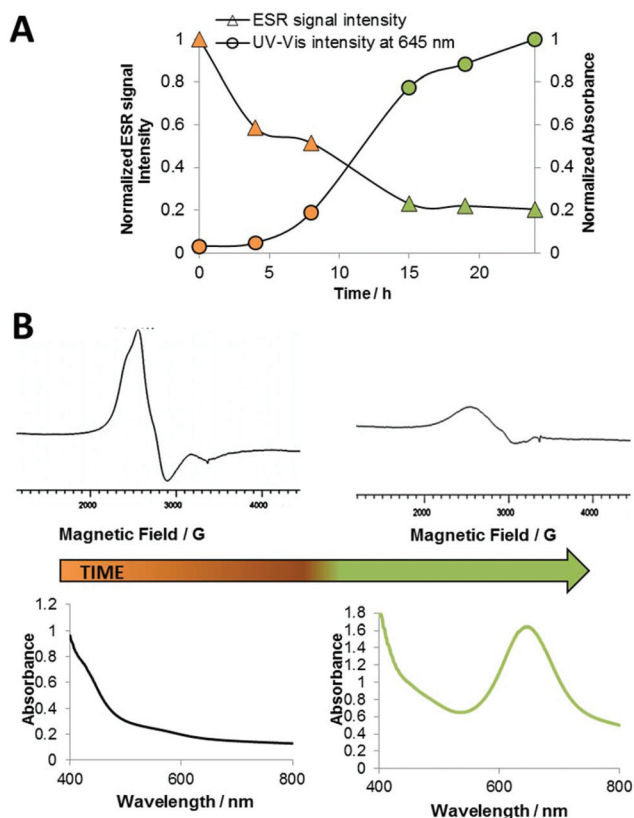 A
ESR signal intensity
UV-Vis intensity at 645 nm
Normalized ESR signal
Intensity
1
0.8
0.6
0.4
0.2
0
1
0.8
0.6
0.4
0.2
0
Normalized Absorbance
0 5 10 15 20
Time / h
B
2000 3000 4000
Magnetic Field / G
2000 3000 4000
Magnetic Field / G
TIME
Absorbance
1.2
1
0.8
0.6
0.4
0.2
0
400 600 800
Wavelength / nm
Absorbance
1.8
1.6
1.4
1.2
1
0.8
0.6
0.4
0.2
0
400 600 800
Wavelength / nm